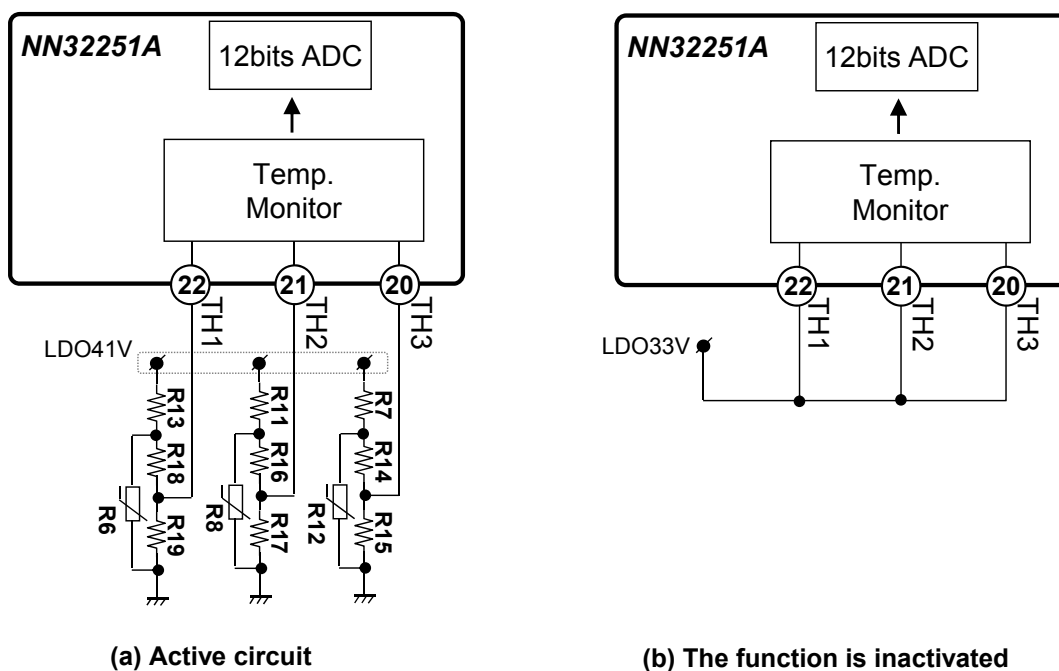 NN32251A
12bits ADC
Temp.
Monitor
22
21
20
TH1
TH2
TH3
LDO41V
R13
R11
R7
R18
R16
R14
R6
R8
R12
R19
R17
R15
(a) Active circuit
NN32251A
12bits ADC
Temp.
Monitor
22
21
20
TH1
TH2
TH3
LDO33V
(b) The function is inactivated